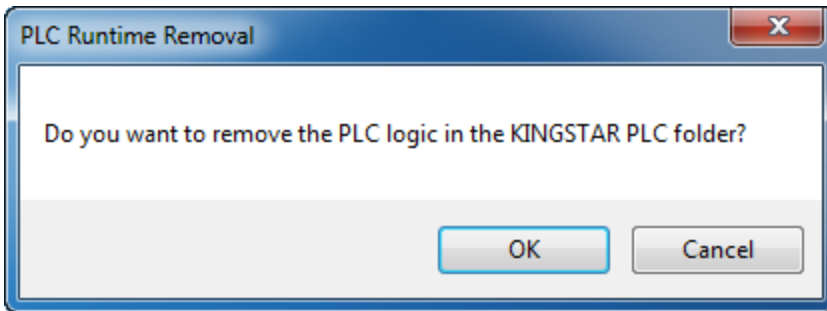 PLC Runtime Removal
Do you want to remove the PLC logic in the KINGSTAR PLC folder?
OK
Cancel